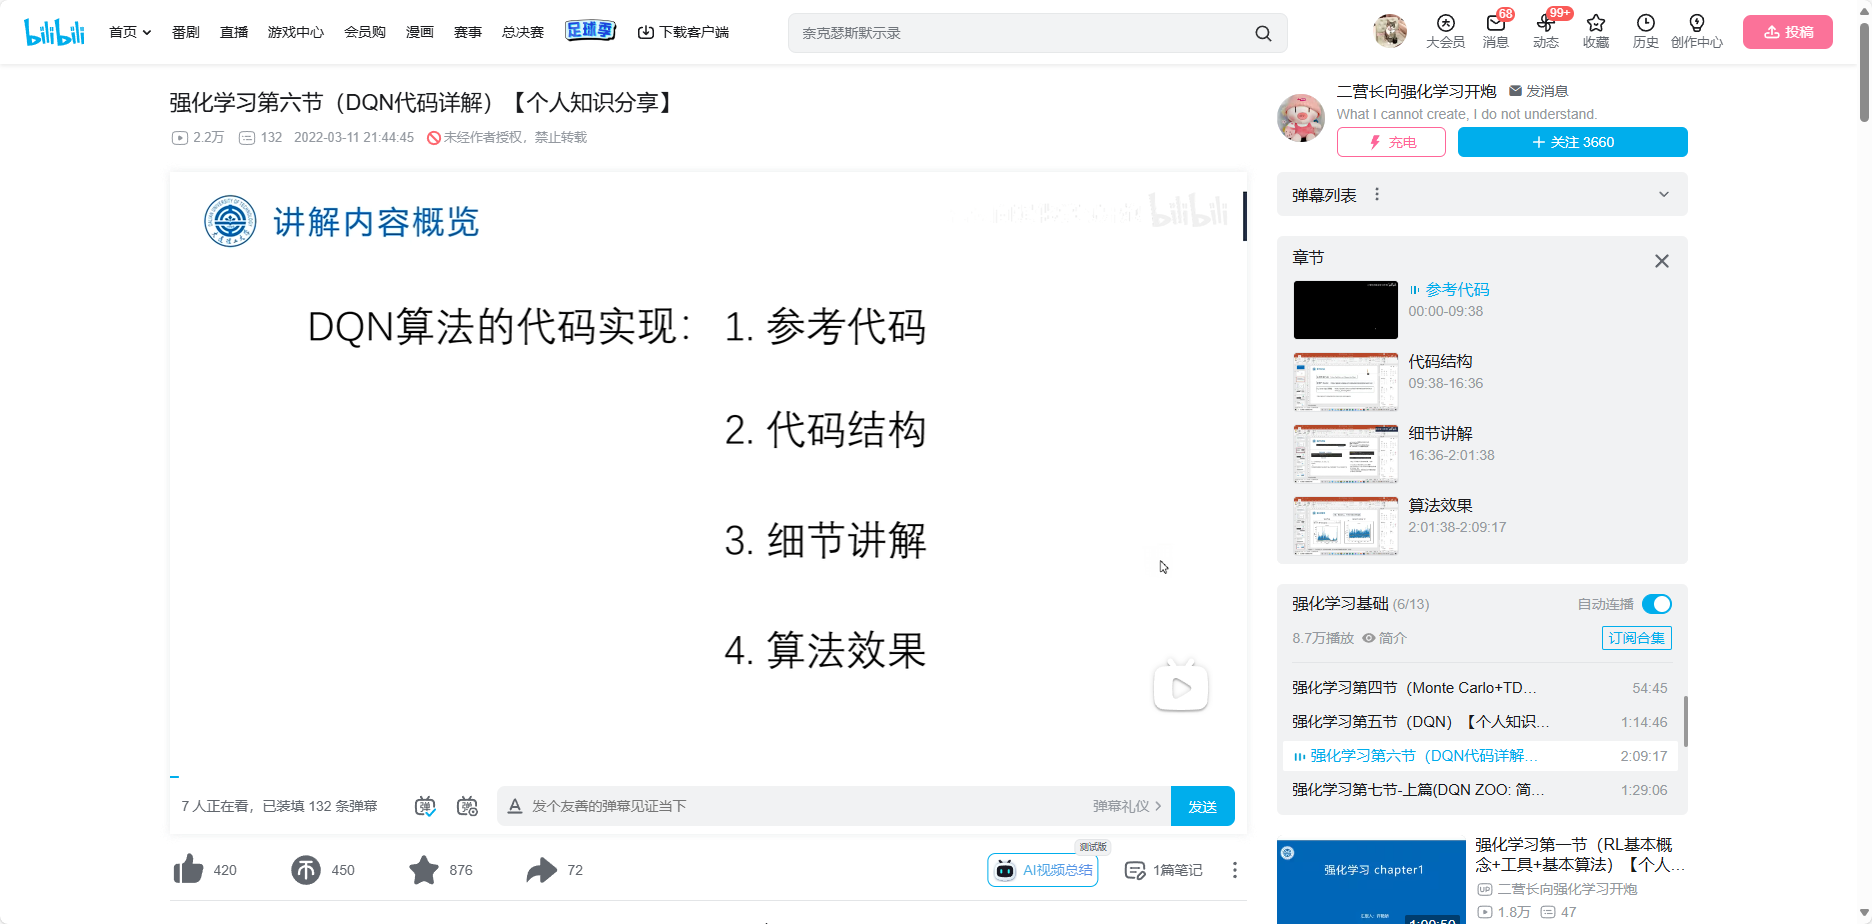 bilibili
首页
番剧
直播
游戏中心
会员购
漫画
赛事
总决赛
足球季
下载客户端
奈克瑟斯默示录
大会员
68
消息
99+
动态
收藏
历史
创作中心
投稿
强化学习第六节（DQN代码详解）【个人知识分享】
2.2万 132 2022-03-11 21:44:45 未经作者授权，禁止转载
二营长向强化学习开炮 发消息
What I cannot create, I do not understand.
充电
+ 关注 3660
讲解内容概览
bilibili
DQN算法的代码实现： 1. 参考代码
2. 代码结构
3. 细节讲解
4. 算法效果
7 人正在看，已装填 132 条弹幕
弹
弹
A 发个友善的弹幕见证当下
弹幕礼仪 >
发送
420
450
876
72
测试版
AI视频总结
1篇笔记
弹幕列表
章节
参考代码
00:00-09:38
代码结构
09:38-16:36
细节讲解
16:36-2:01:38
算法效果
2:01:38-2:09:17
强化学习基础 (6/13) 自动连播
8.7万播放 简介 订阅合集
强化学习第四节（Monte Carlo+TD... 54:45
强化学习第五节（DQN）【个人知识... 1:14:46
强化学习第六节（DQN代码详解... 2:09:17
强化学习第七节-上篇(DQN ZOO: 简... 1:29:06
强化学习 chapter1
1:00:50
强化学习第一节（RL基本概
念+工具+基本算法）【个人...
UP 二营长向强化学习开炮
1.8万 47